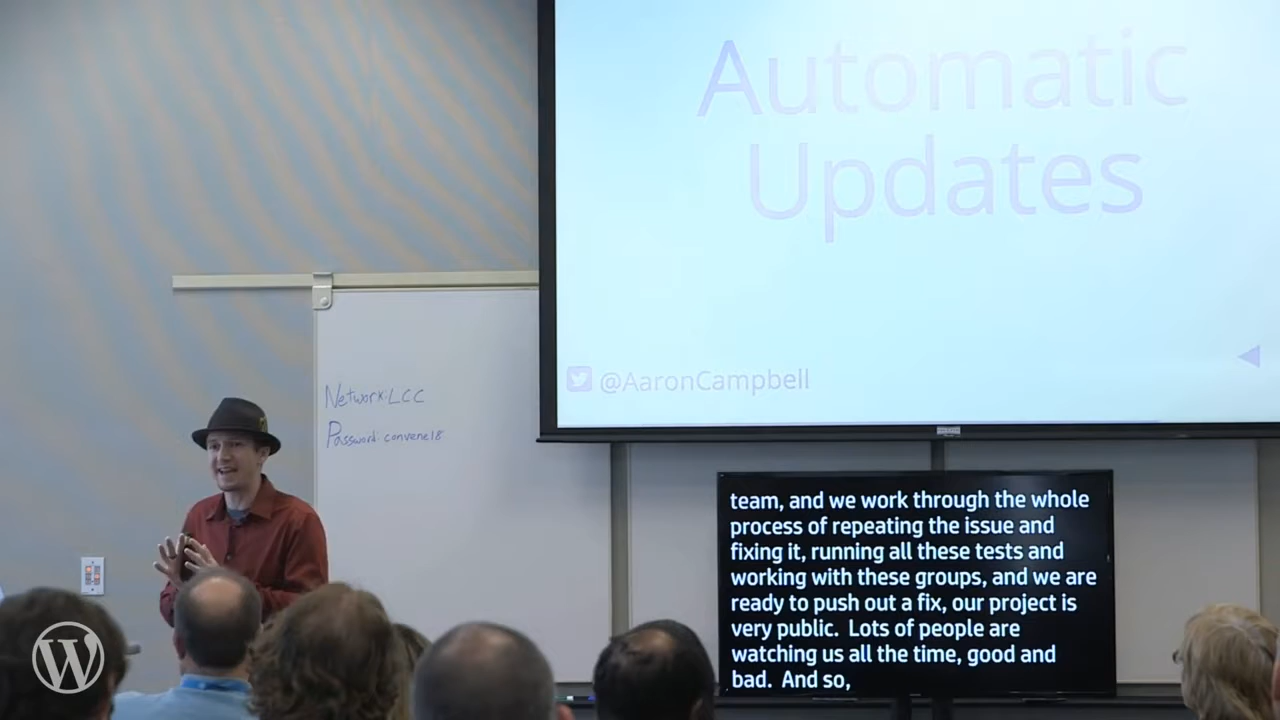 Automatic
Updates
@AaronCampbell
Network: LCC
Password: convene18
team, and we work through the whole
process of repeating the issue and
fixing it, running all these tests and
working with these groups, and we are
ready to push out a fix, our project is
very public. Lots of people are
watching us all the time, good and
bad. And so,